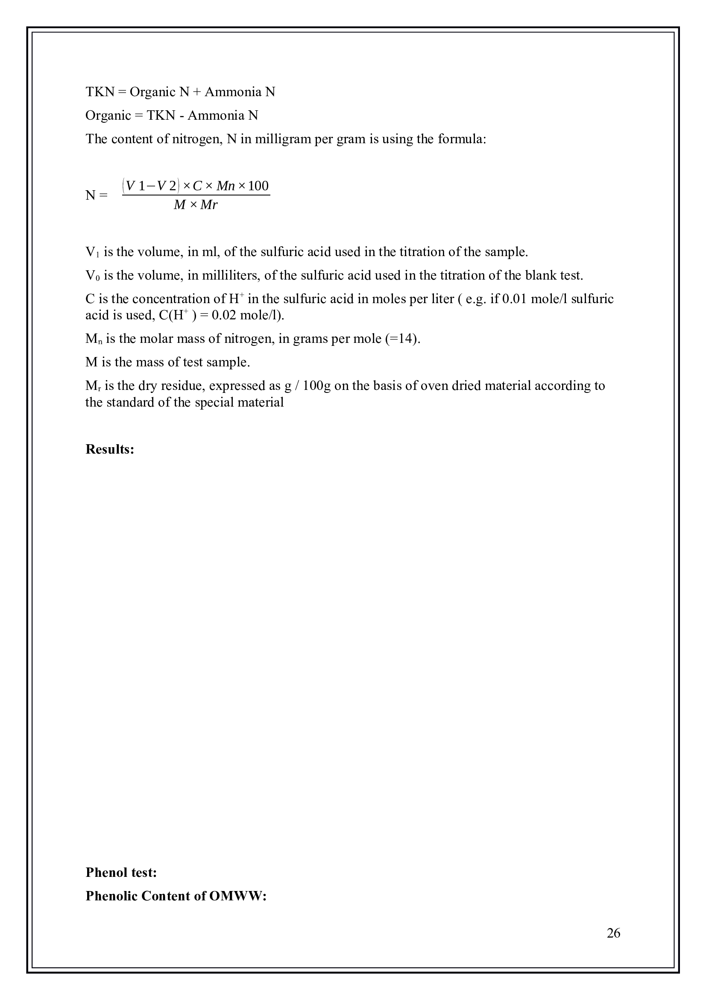 TKN = Organic N + Ammonia N
Organic = TKN - Ammonia N
The content of nitrogen, N in milligram per gram is using the formula:
N = (V 1−V 2) × C × Mn × 100
M × Mr
V₁ is the volume, in ml, of the sulfuric acid used in the titration of the sample.
V₀ is the volume, in milliliters, of the sulfuric acid used in the titration of the blank test.
C is the concentration of H⁺ in the sulfuric acid in moles per liter ( e.g. if 0.01 mole/l sulfuric
acid is used, C(H⁺ ) = 0.02 mole/l).
Mₙ is the molar mass of nitrogen, in grams per mole (=14).
M is the mass of test sample.
Mᵣ is the dry residue, expressed as g / 100g on the basis of oven dried material according to
the standard of the special material
Results:
Phenol test:
Phenolic Content of OMWW:
26